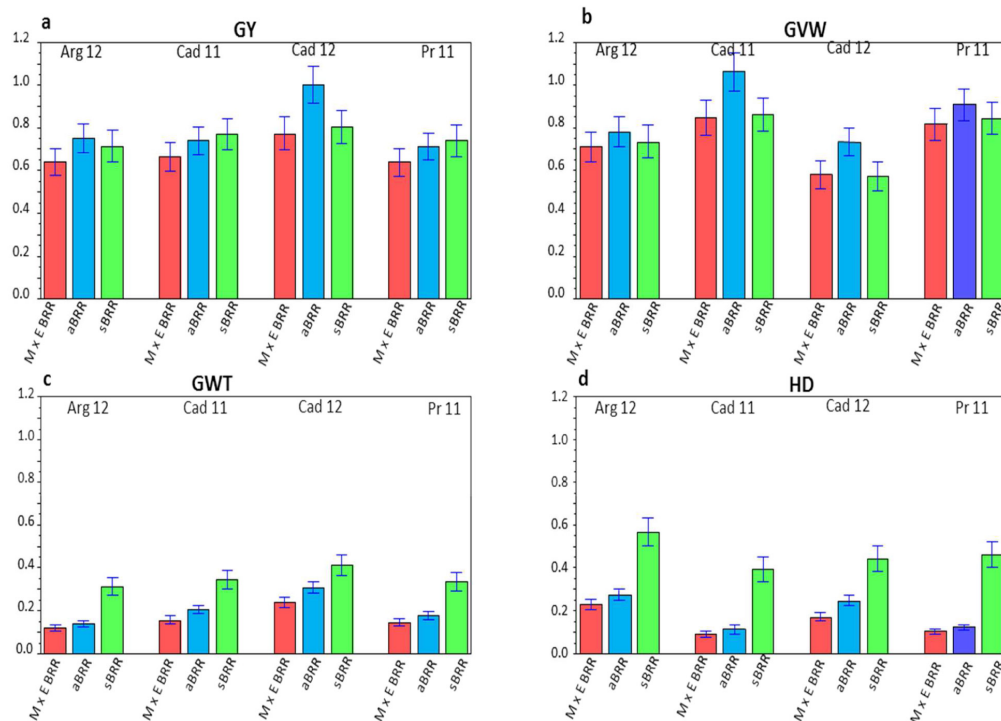 a
GY
Arg 12 Cad 11 Cad 12 Pr 11
1.2
1.0
0.8
0.6
0.4
0.2
0.0
M x E BRR aBRR sBRR M x E BRR aBRR sBRR M x E BRR aBRR sBRR M x E BRR aBRR sBRR
b
GVW
Arg 12 Cad 11 Cad 12 Pr 11
1.2
1.0
0.8
0.6
0.4
0.2
0.0
M x E BRR aBRR sBRR M x E BRR aBRR sBRR M x E BRR aBRR sBRR M x E BRR aBRR sBRR
c
GWT
Arg 12 Cad 11 Cad 12 Pr 11
1.2
1.0
0.8
0.6
0.4
0.2
0.0
M x E BRR aBRR sBRR M x E BRR aBRR sBRR M x E BRR aBRR sBRR M x E BRR aBRR sBRR
d
HD
Arg 12 Cad 11 Cad 12 Pr 11
1.2
1.0
0.8
0.6
0.4
0.2
0.0
M x E BRR aBRR sBRR M x E BRR aBRR sBRR M x E BRR aBRR sBRR M x E BRR aBRR sBRR